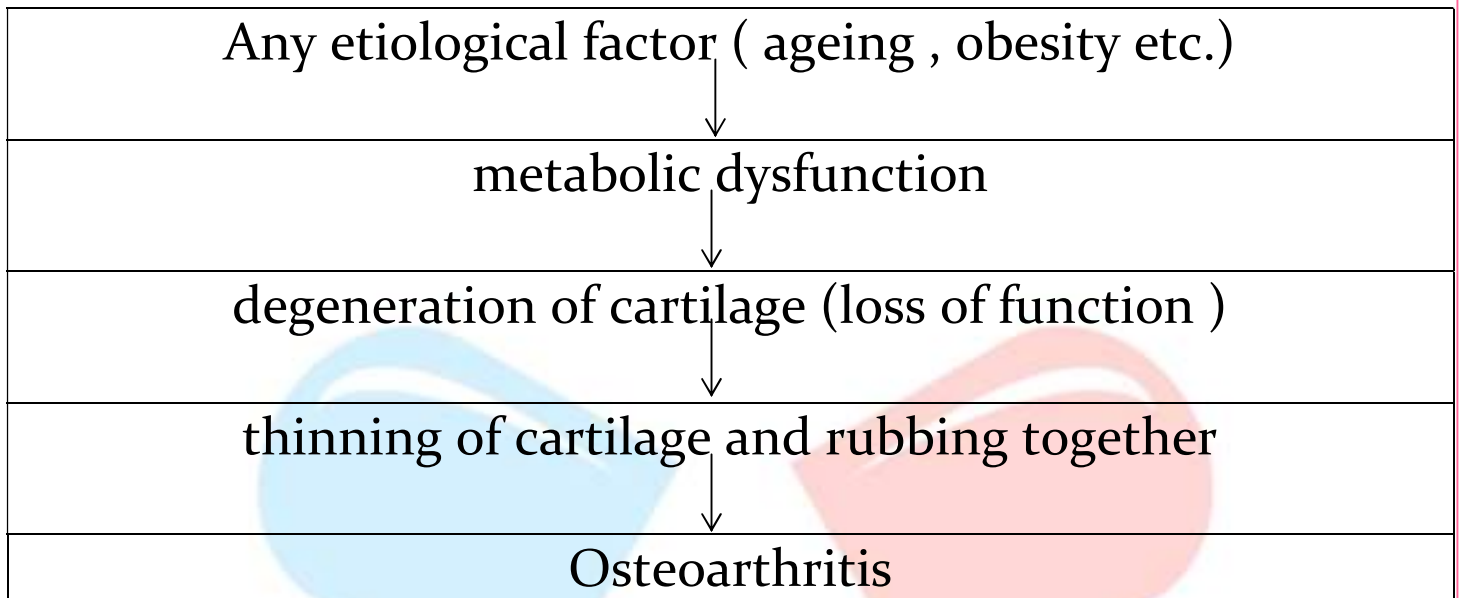 Any etiological factor ( ageing , obesity etc.)
metabolic dysfunction
degeneration of cartilage (loss of function )
thinning of cartilage and rubbing together
Osteoarthritis